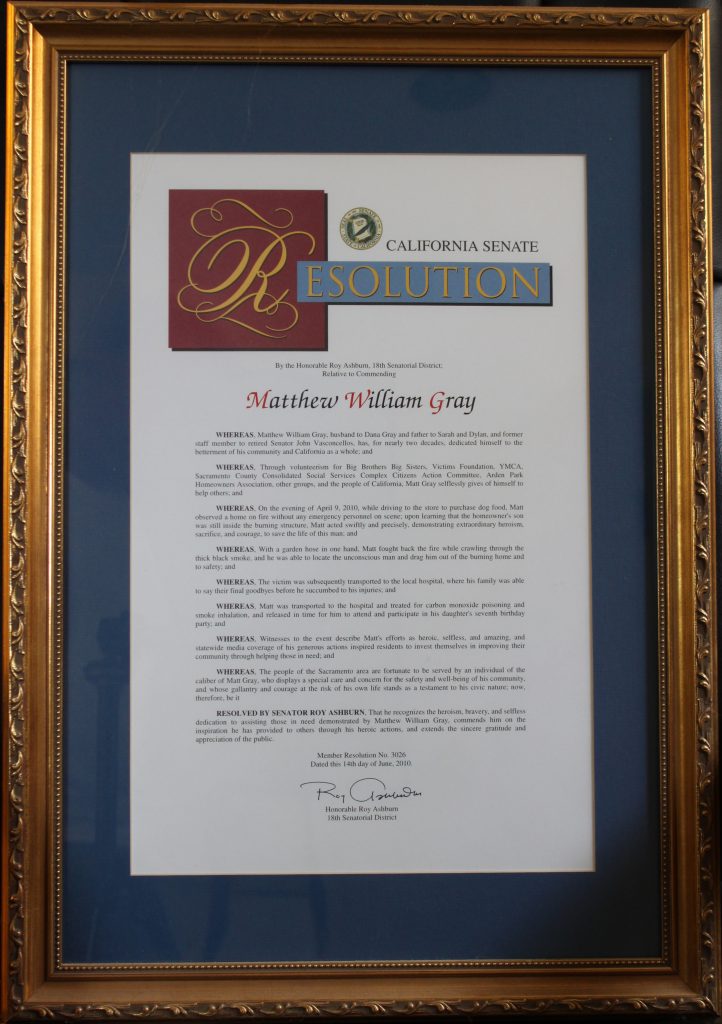 CALIFORNIA SENATE
RESOLUTION
By the Honorable Roy Ashburn, 18th Senatorial District;
Relative to Commending
Matthew William Gray
WHEREAS, Matthew William Gray, husband to Dana Gray and father to Sarah and Dylan, and former
staff member to retired Senator John Vasconcellos, has, for nearly two decades, dedicated himself to the
betterment of his community and California as a whole; and
WHEREAS, Through volunteerism for Big Brothers Big Sisters, Victims Foundation, YMCA,
Sacramento County Consolidated Social Services Complex Citizens Action Committee, Arden Park
Homeowners Association, other groups, and the people of California, Matt Gray selflessly gives of himself to
help others; and
WHEREAS, On the evening of April 9, 2010, while driving to the store to purchase dog food, Matt
observed a home on fire without any emergency personnel on scene; upon learning that the homeowner's son
was still inside the burning structure, Matt acted swiftly and precisely, demonstrating extraordinary heroism,
sacrifice, and courage, to save the life of this man; and
WHEREAS, With a garden hose in one hand, Matt fought back the fire while crawling through the
thick black smoke, and he was able to locate the unconscious man and drag him out of the burning home and
to safety; and
WHEREAS, The victim was subsequently transported to the local hospital, where his family was able
to say their final goodbyes before he succumbed to his injuries; and
WHEREAS, Matt was transported to the hospital and treated for carbon monoxide poisoning and
smoke inhalation, and released in time for him to attend and participate in his daughter's seventh birthday
party; and
WHEREAS, Witnesses to the event describe Matt's efforts as heroic, selfless, and amazing, and
statewide media coverage of his generous actions inspired residents to invest themselves in improving their
community through helping those in need; and
WHEREAS, The people of the Sacramento area are fortunate to be served by an individual of the
caliber of Matt Gray, who displays a special care and concern for the safety and well-being of his community,
and whose gallantry and courage at the risk of his own life stands as a testament to his civic nature; now,
therefore, be it
RESOLVED BY SENATOR ROY ASHBURN, That he recognizes the heroism, bravery, and selfless
dedication to assisting those in need demonstrated by Matthew William Gray, commends him on the
inspiration he has provided to others through his heroic actions, and extends the sincere gratitude and
appreciation of the public.
Member Resolution No. 3026
Dated this 14th day of June, 2010.
Roy Ashburn
Honorable Roy Ashburn
18th Senatorial District